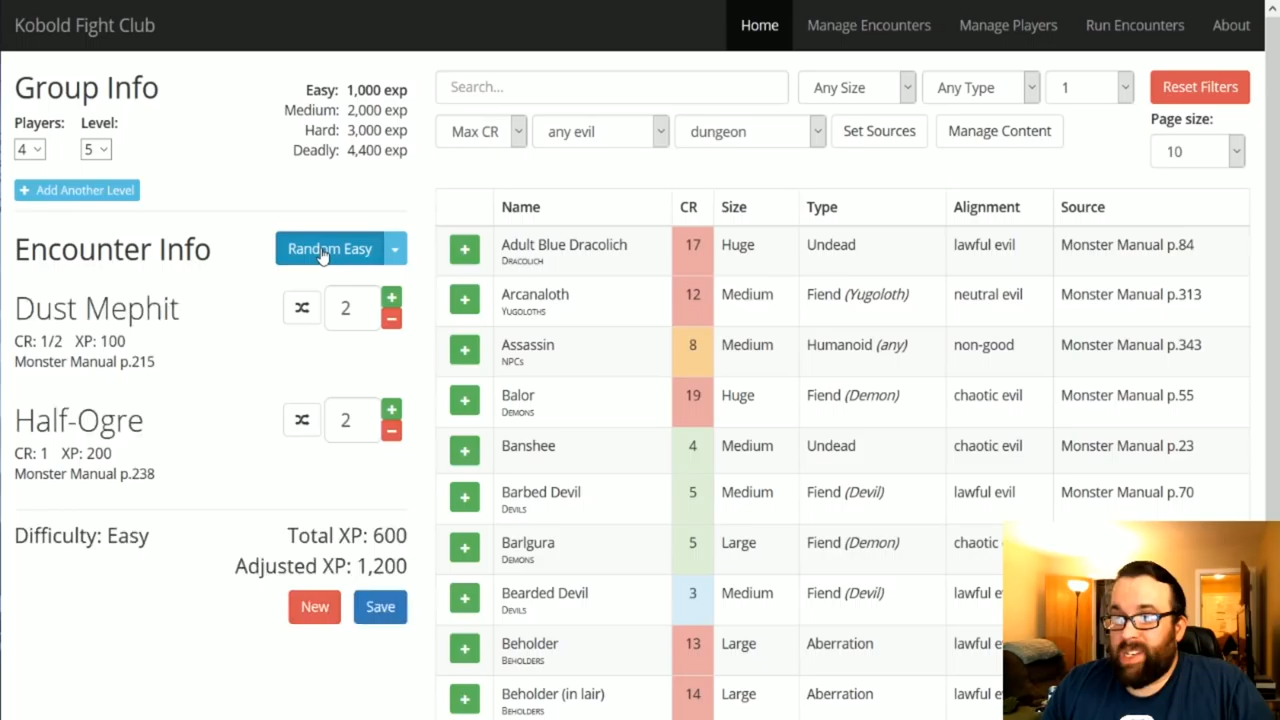 Kobold Fight Club
Home Manage Encounters Manage Players Run Encounters About
Group Info
Players: Level:
4 5
Easy: 1,000 exp
Medium: 2,000 exp
Hard: 3,000 exp
Deadly: 4,400 exp
+ Add Another Level
Encounter Info
Random Easy
Dust Mephit
2
CR: 1/2 XP: 100
Monster Manual p.215
Half-Ogre
2
CR: 1 XP: 200
Monster Manual p.238
Difficulty: Easy
Total XP: 600
Adjusted XP: 1,200
New Save
Search... Any Size Any Type 1 Reset Filters
Max CR any evil dungeon Set Sources Manage Content
Page size:
10
Name CR Size Type Alignment Source
Adult Blue Dracolich 17 Huge Undead lawful evil Monster Manual p.84
Dracolich
Arcanaloth 12 Medium Fiend (Yugoloth) neutral evil Monster Manual p.313
Yugoloths
Assassin 8 Medium Humanoid (any) non-good Monster Manual p.343
NPCs
Balor 19 Huge Fiend (Demon) chaotic evil Monster Manual p.55
Demons
Banshee 4 Medium Undead chaotic evil Monster Manual p.23
Barbed Devil 5 Medium Fiend (Devil) lawful evil Monster Manual p.70
Devils
Barlgura 5 Large Fiend (Demon) chaotic
Demons
Bearded Devil 3 Medium Fiend (Devil) lawful e
Devils
Beholder 13 Large Aberration lawful e
Beholders
Beholder (in lair) 14 Large Aberration lawful e
Beholders